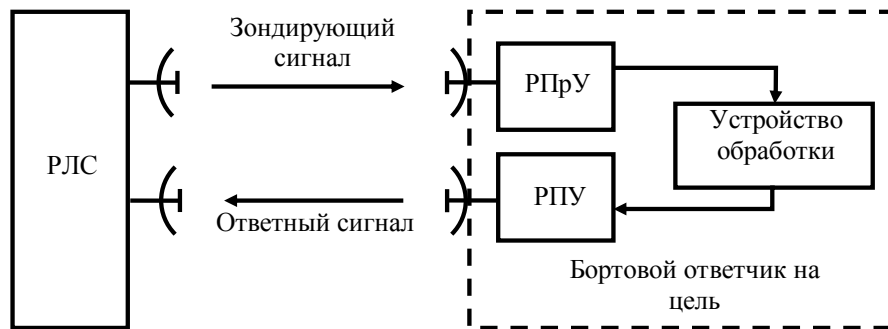 Зондирующий
сигнал
РПрУ
Устройство
обработки
РЛС
РПУ
Ответный сигнал
Бортовой ответчик на
цель